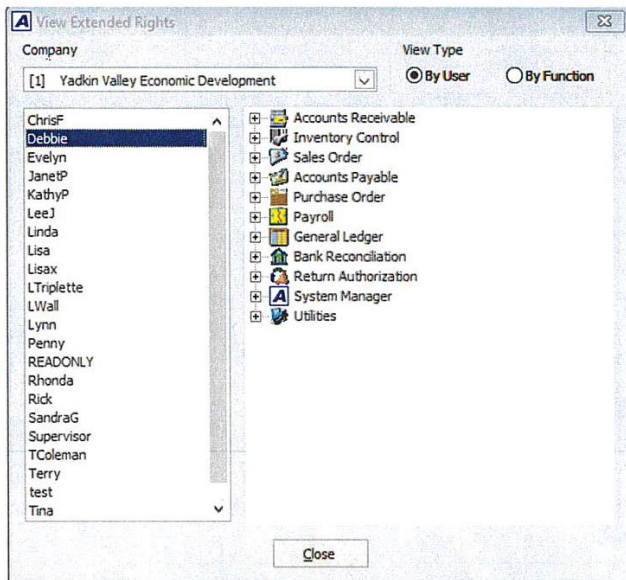 View Extended Rights
Company
View Type
[1] Yadkin Valley Economic Development
By User
By Function
ChrisF
Debbie
Evelyn
JanetP
KathyP
LeeJ
Linda
Lisa
Lisax
LTriplette
LWall
Lynn
Penny
READONLY
Rhonda
Rick
SandraG
Supervisor
TColeman
Terry
test
Tina
Accounts Receivable
Inventory Control
Sales Order
Accounts Payable
Purchase Order
Payroll
General Ledger
Bank Reconciliation
Return Authorization
System Manager
Utilities
Close